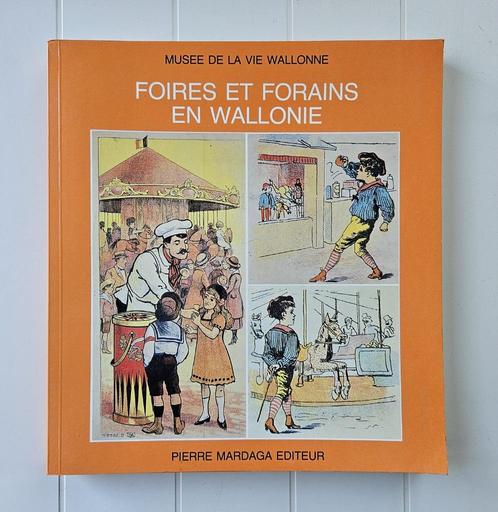 MUSEE DE LA VIE WALLONNE
FOIRES ET FORAINS
EN WALLONIE
PIERRE MARDAGA EDITEUR